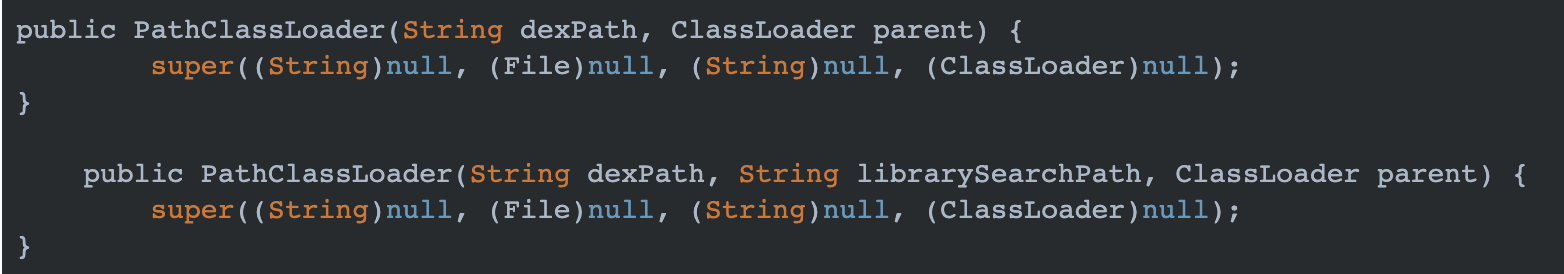 public PathClassLoader(String dexPath, ClassLoader parent) {
        super((String)null, (File)null, (String)null, (ClassLoader)null);
}

    public PathClassLoader(String dexPath, String librarySearchPath, ClassLoader parent) {
        super((String)null, (File)null, (String)null, (ClassLoader)null);
}